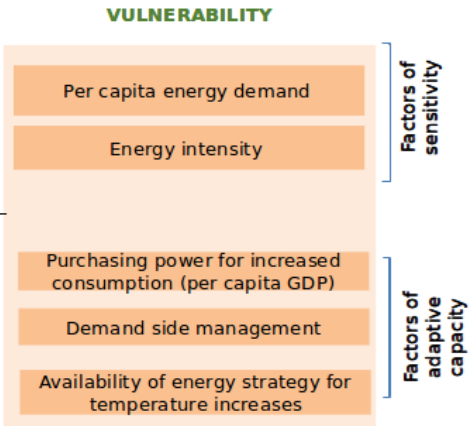 VULNERABILITY
Per capita energy demand
Energy intensity
Factors of
sensitivity
Purchasing power for increased
consumption (per capita GDP)
Demand side management
Availability of energy strategy for
temperature increases
Factors of
adaptive
capacity